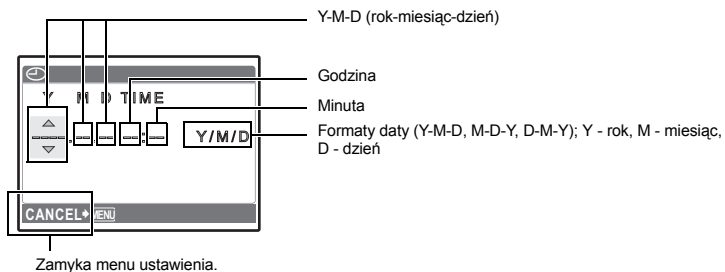 Y-M-D (rok-miesiąc-dzień)
Godzina
Minuta
Formaty daty (Y-M-D, M-D-Y, D-M-Y); Y - rok, M - miesiąc,
D - dzień
Y M D TIME
----.--.-- --:-- Y/M/D
CANCEL MENU
Zamyka menu ustawienia.